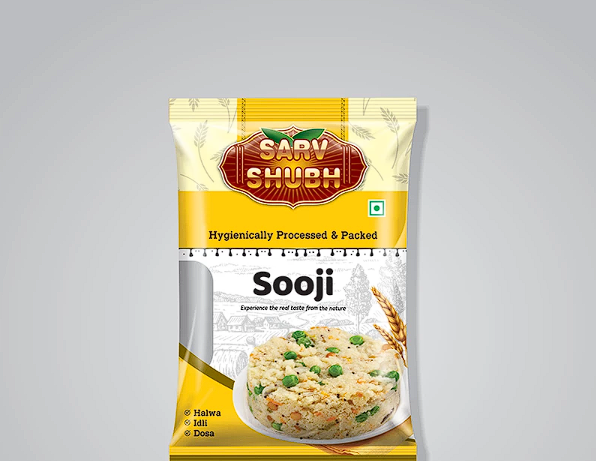 SARV
SHUBH
Hygienically Processed & Packed
Sooji
Experience the real taste from the nature
Halwa
Idli
Dosa